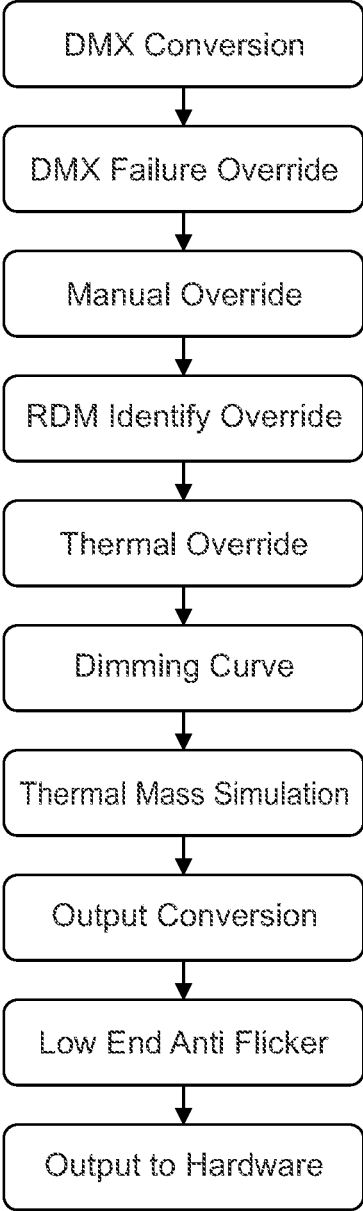 DMX Conversion
DMX Failure Override
Manual Override
RDM Identify Override
Thermal Override
Dimming Curve
Thermal Mass Simulation
Output Conversion
Low End Anti Flicker
Output to Hardware